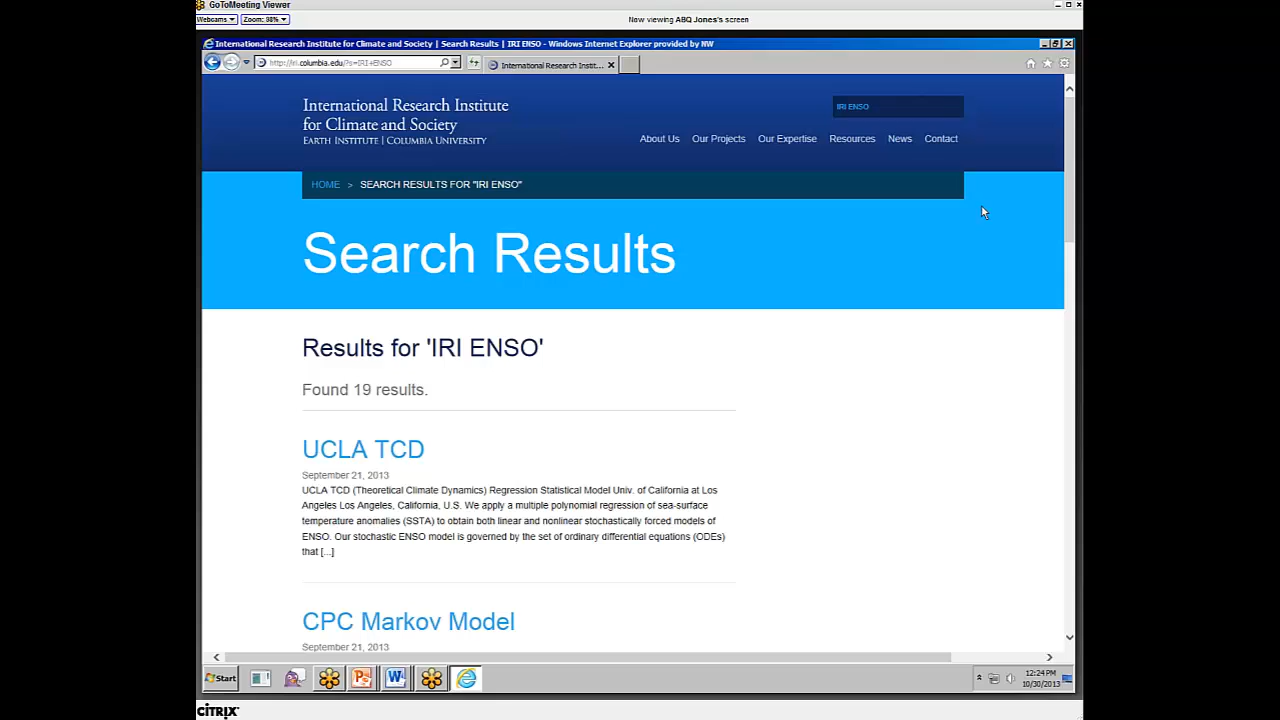 GoToMeeting Viewer
Webcams Zoom: 38% Now viewing ABQ Jones's screen
International Research Institute for Climate and Society | Search Results | IRI ENSO - Windows Internet Explorer provided by NW
http://iri.columbia.edu/?s=IRI+ENSO International Research Instit...
International Research Institute
for Climate and Society
EARTH INSTITUTE | COLUMBIA UNIVERSITY
IRI ENSO
About Us Our Projects Our Expertise Resources News Contact
HOME > SEARCH RESULTS FOR "IRI ENSO"
Search Results
Results for 'IRI ENSO'
Found 19 results.
UCLA TCD
September 21, 2013
UCLA TCD (Theoretical Climate Dynamics) Regression Statistical Model Univ. of California at Los
Angeles Los Angeles, California, U.S. We apply a multiple polynomial regression of sea-surface
temperature anomalies (SSTA) to obtain both linear and nonlinear stochastically forced models of
ENSO. Our stochastic ENSO model is governed by the set of ordinary differential equations (ODEs)
that [...]
CPC Markov Model
September 21, 2013
Start
12:24 PM
10/30/2013
CİTRIX